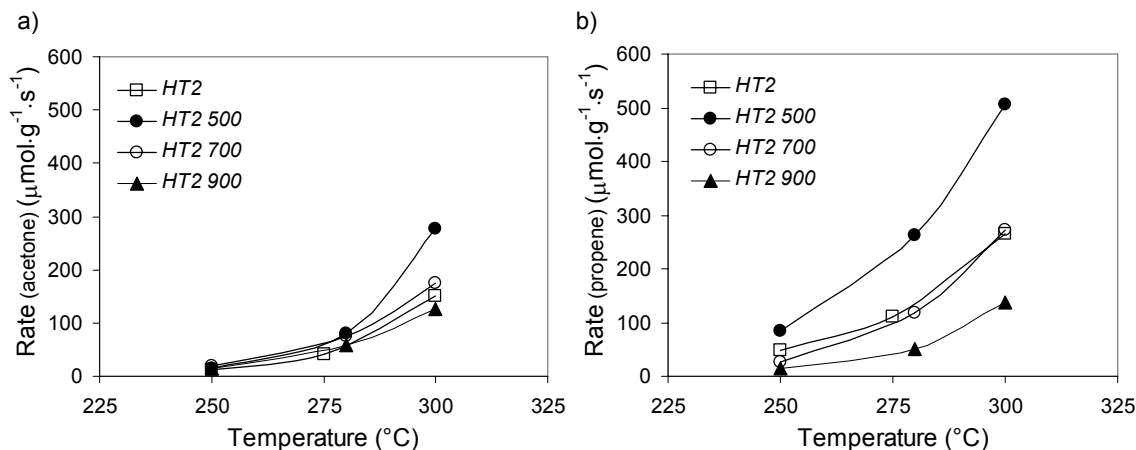 a)
600
500
400
300
200
100
0
225 250 275 300 325
Temperature (°C)
Rate (acetone) (μmol·g⁻¹·s⁻¹)
HT2
HT2 500
HT2 700
HT2 900
b)
600
500
400
300
200
100
0
225 250 275 300 325
Temperature (°C)
Rate (propene) (μmol·g⁻¹·s⁻¹)
HT2
HT2 500
HT2 700
HT2 900